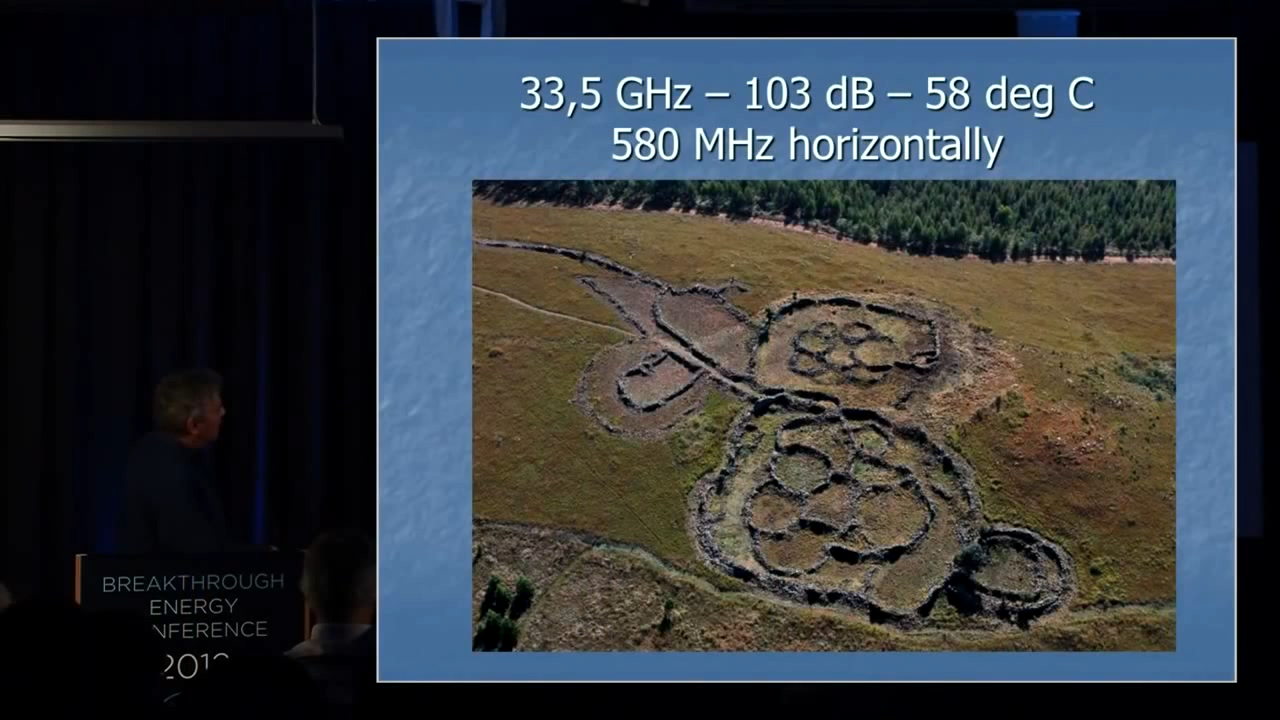 33,5 GHz – 103 dB – 58 deg C
580 MHz horizontally
BREAKTHROUGH
ENERGY